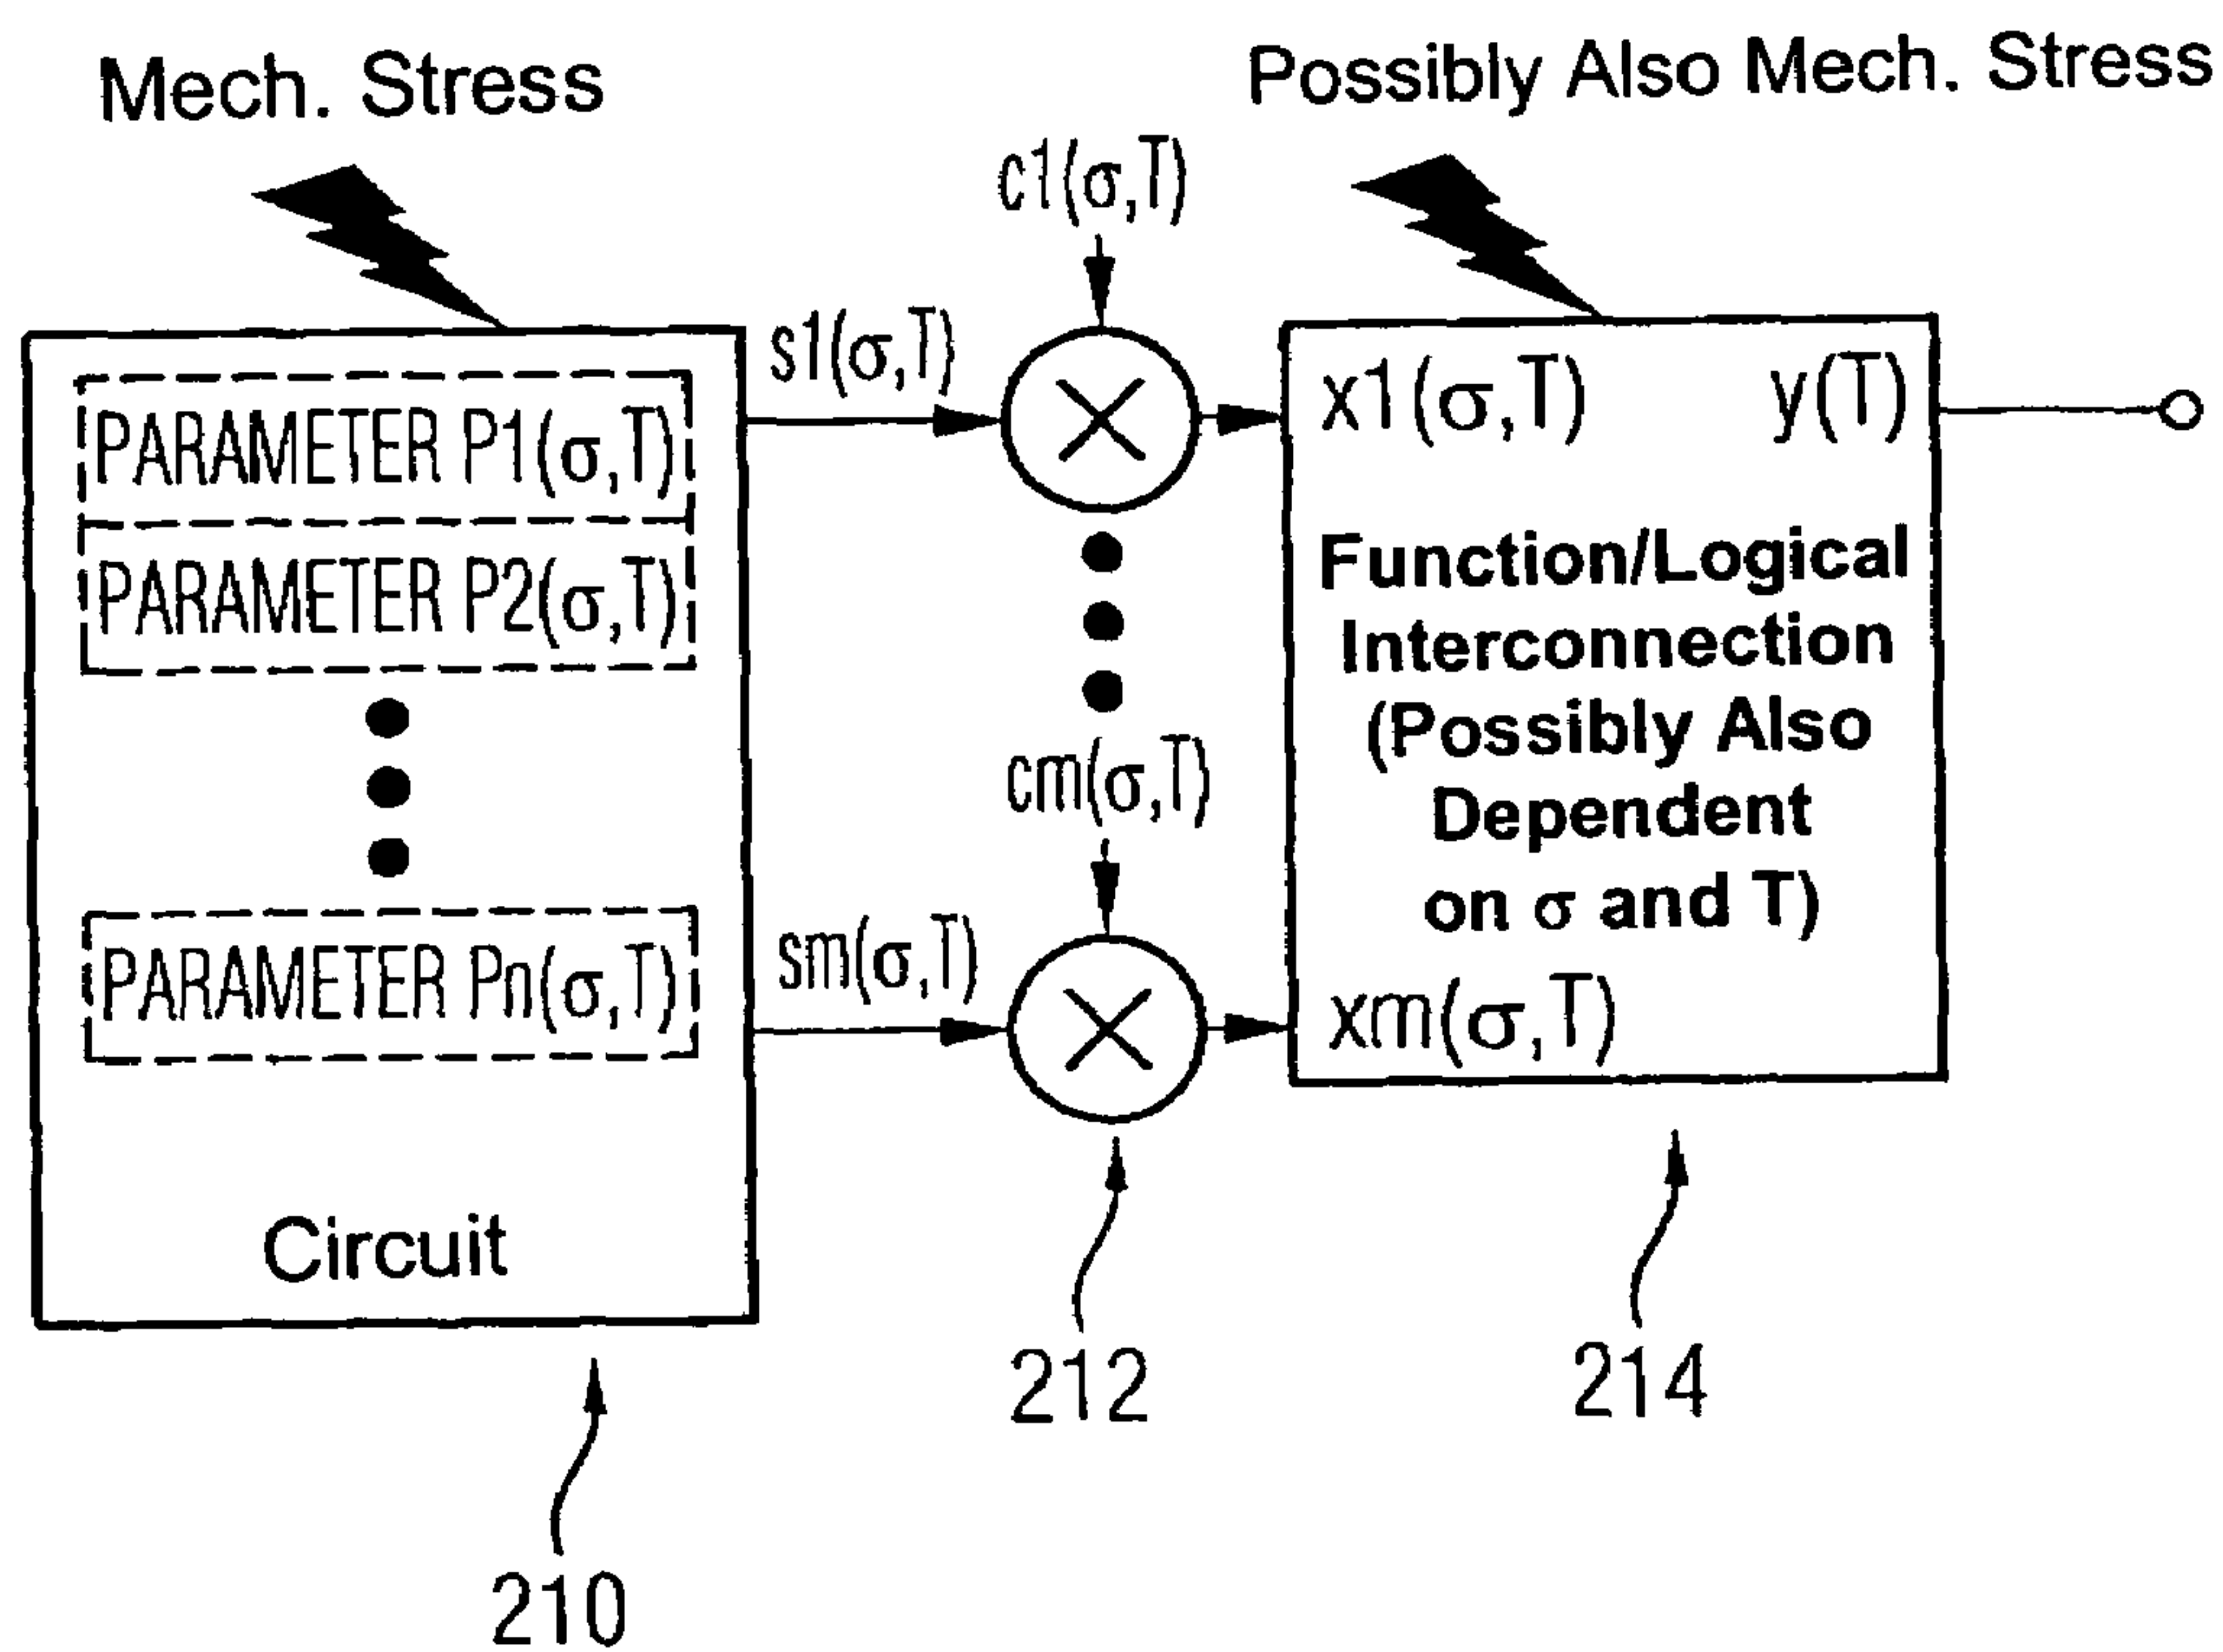 Mech. Stress
Possibly Also Mech. Stress
c1(σ,T)
s1(σ,T)
PARAMETER P1(σ,T)
PARAMETER P2(σ,T)
PARAMETER Pn(σ,T)
Circuit
cm(σ,T)
sm(σ,T)
x1(σ,T) y(T)
Function/Logical
Interconnection
(Possibly Also
Dependent
on σ and T)
xm(σ,T)
210
212
214